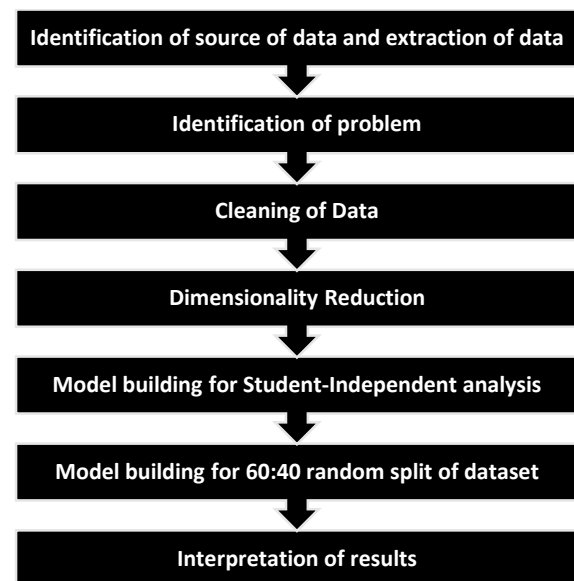 Identification of source of data and extraction of data
Identification of problem
Cleaning of Data
Dimensionality Reduction
Model building for Student-Independent analysis
Model building for 60:40 random split of dataset
Interpretation of results